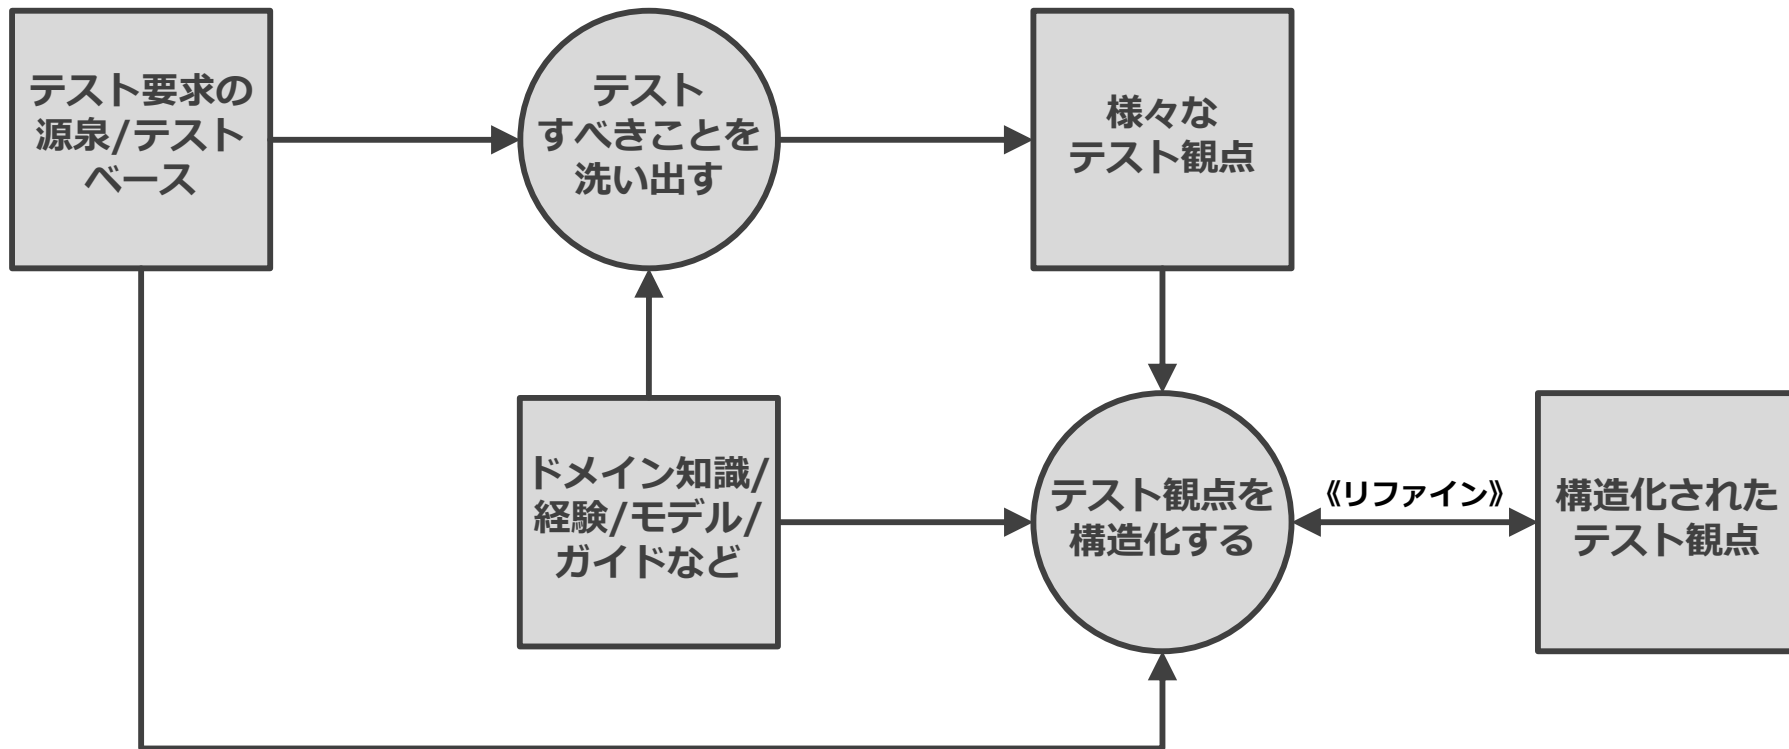 テスト要求の
源泉/テスト
ベース
テスト
すべきことを
洗い出す
様々な
テスト観点
ドメイン知識/
経験/モデル/
ガイドなど
テスト観点を
構造化する
《リファイン》
構造化された
テスト観点